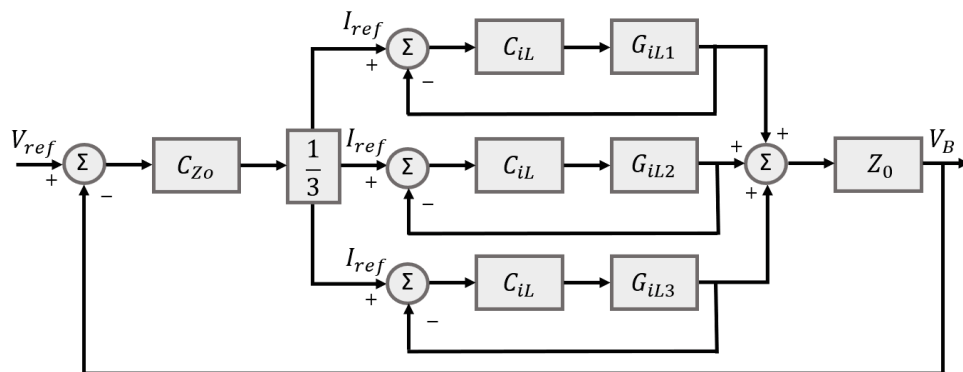 I_ref
+
Σ
−
C_iL
G_iL1
V_ref
+
Σ
−
C_Zo
1/3
I_ref
+
Σ
−
C_iL
G_iL2
+
+
Σ
+
Z_0
V_B
I_ref
+
Σ
−
C_iL
G_iL3